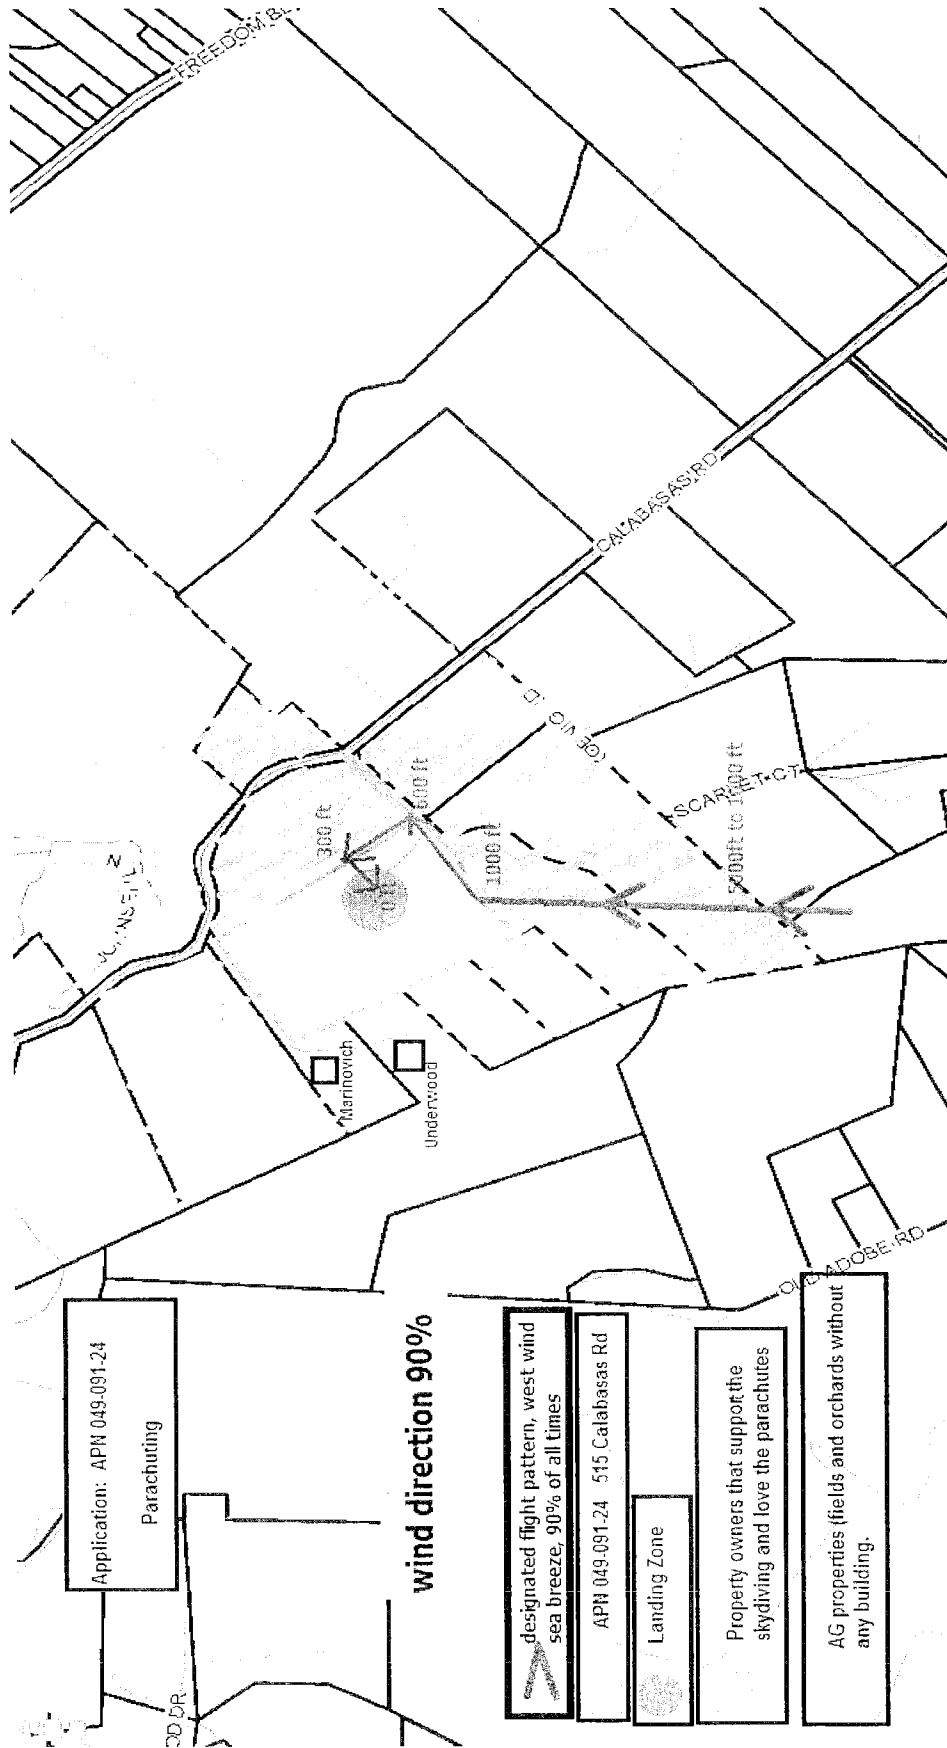 Application: APN 049-091-24
Parachuting
wind direction 90%
designated flight pattern, west wind
sea breeze, 90% of all times
APN 049-091-24 515 Calabasas Rd
Landing Zone
Property owners that support the
skydiving and love the parachutes
AG properties (fields and orchards without
any building.
Marinovich
Underwood
300 ft
600 ft
1000 ft
FREEDOM
CALABASAS RD
SCARLET CT
OLD ADOBE RD